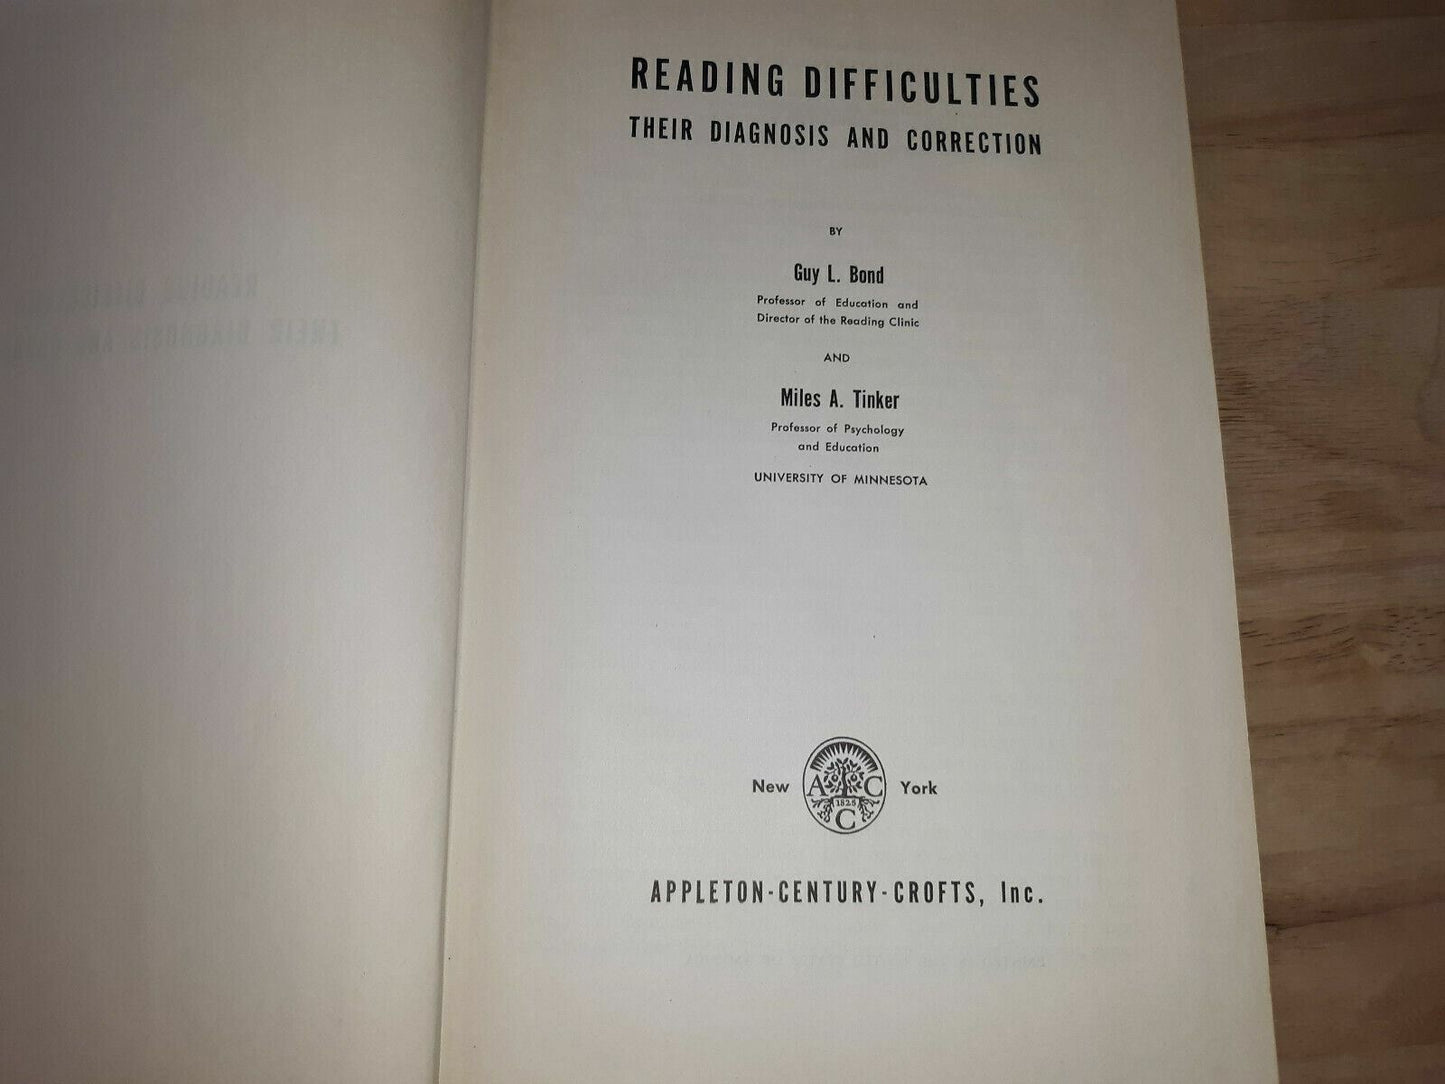 READING DIFFICULTIES
THEIR DIAGNOSIS AND CORRECTION
BY
Guy L. Bond
Professor of Education and
Director of the Reading Clinic
AND
Miles A. Tinker
Professor of Psychology
and Education
UNIVERSITY OF MINNESOTA
New
A C
1825
C
York
APPLETON-CENTURY-CROFTS, Inc.